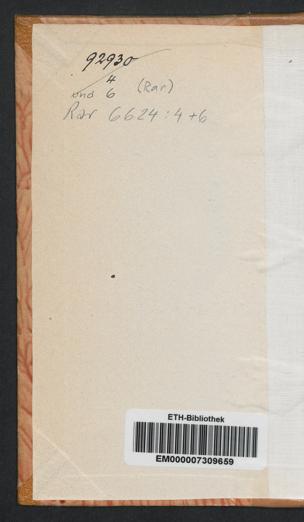 92930
4
und 6 (Rar)
Rar 6624:4+6
ETH-Bibliothek
EM000007309659